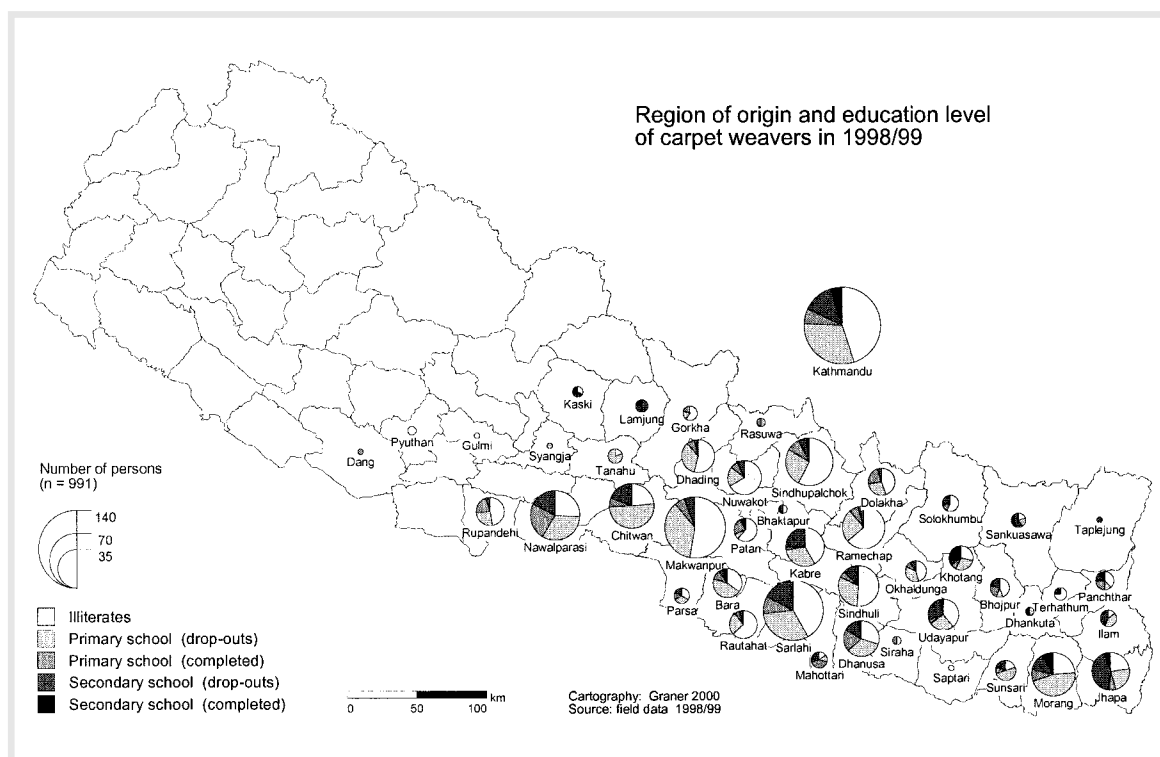 Region of origin and education level
of carpet weavers in 1998/99
Kathmandu
Kaski
Lamjung
Gorkha
Rasuwa
Pyuthan
Gulmi
Syangja
Dang
Tanahu
Dhading
Nuwakot
Sindhupalchok
Dolakha
Solokhumbu
Sankuasawa
Taplejung
Rupandehi
Nawalparasi
Chitwan
Makwanpur
Bhaktapur
Patan
Kabre
Ramechap
Okhaldunga
Khotang
Bhojpur
Terhathum
Panchthar
Dhankuta
Ilam
Parsa
Bara
Rautahat
Sarlahi
Sindhuli
Udayapur
Mahottari
Dhanusa
Siraha
Saptari
Sunsari
Morang
Jhapa
Number of persons
(n = 991)
140
70
35
Illiterates
Primary school (drop-outs)
Primary school (completed)
Secondary school (drop-outs)
Secondary school (completed)
km
0 50 100
Cartography: Graner 2000
Source: field data 1998/99